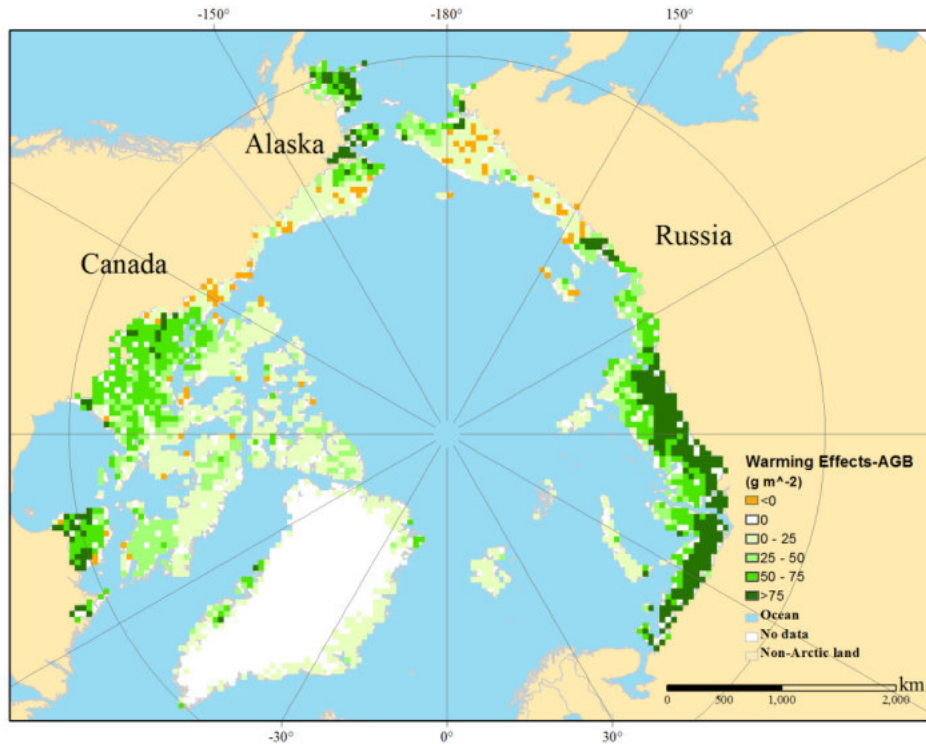 -150°
-180°
150°
Alaska
Russia
Canada
Warming Effects-AGB
(g m^-2)
<0
0
0 - 25
25 - 50
50 - 75
>75
Ocean
No data
Non-Arctic land
km
0 500 1,000 2,000
-30°
0°
30°